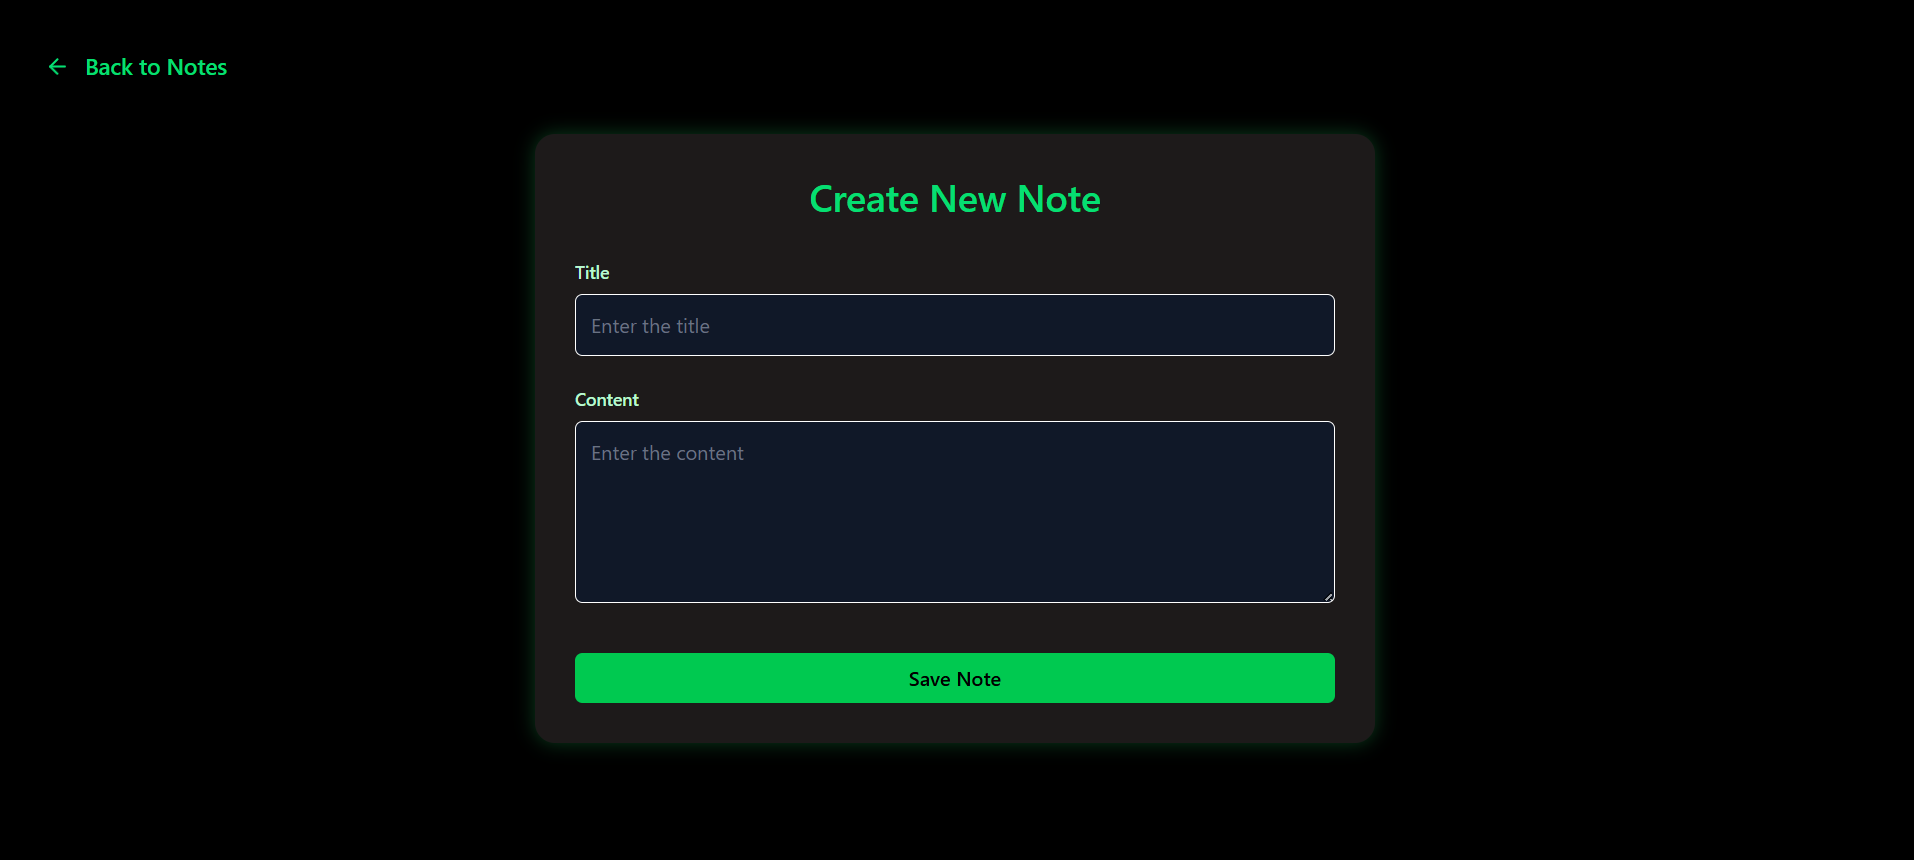 Back to Notes
Create New Note
Title
Enter the title
Content
Enter the content
Save Note